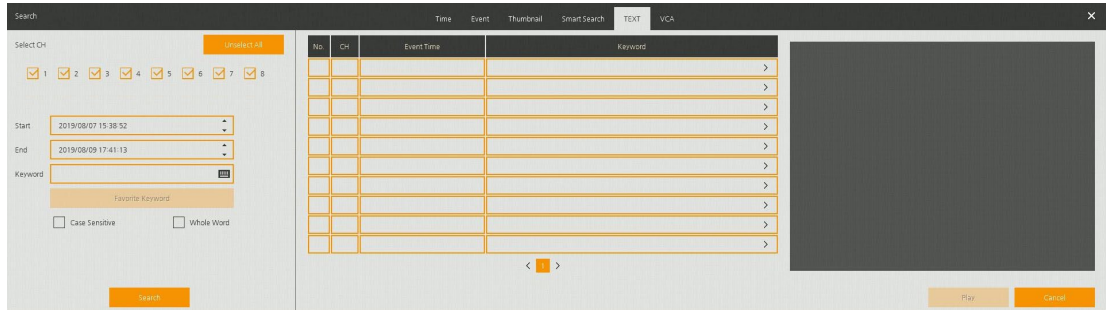 Search
Time Event Thumbnail Smart Search TEXT VCA
Select CH
Unselect All
1 2 3 4 5 6 7 8
Start 2019/08/07 15:38:52
End 2019/08/09 17:41:13
Keyword
Favorite Keyword
Case Sensitive Whole Word
Search
No. CH Event Time Keyword
1
Play Cancel